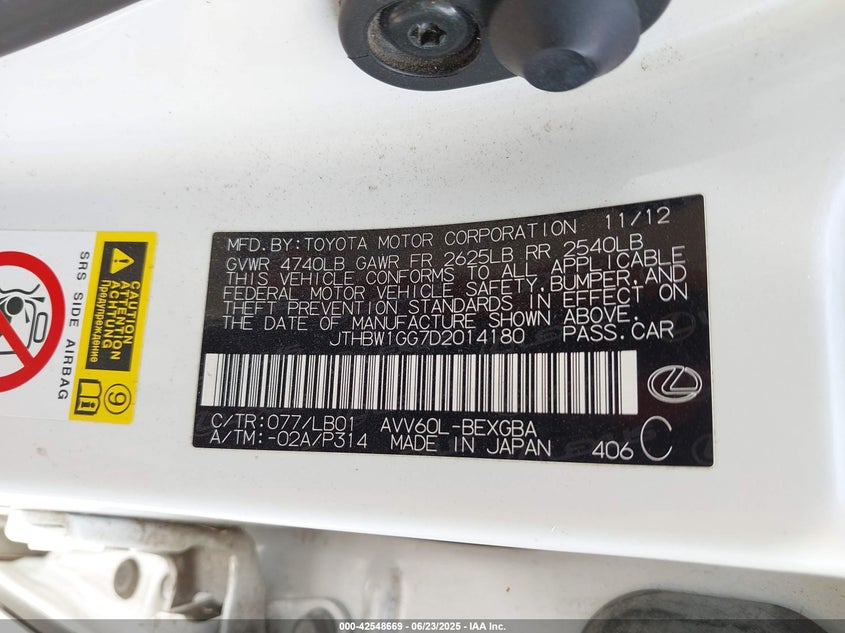 MFD. BY: TOYOTA MOTOR CORPORATION 11/12
GVWR 4740LB GAWR FR 2625LB RR 2540LB
THIS VEHICLE CONFORMS TO ALL APPLICABLE
FEDERAL MOTOR VEHICLE SAFETY, BUMPER, AND
THEFT PREVENTION STANDARDS IN EFFECT ON
THE DATE OF MANUFACTURE SHOWN ABOVE.
JTHBW1GG7D2014180 PASS. CAR
C/TR: 077/LB01 AVV60L-BEXGBA
A/TM: -02A/P314 MADE IN JAPAN 406 C
SRS SIDE AIRBAG
CAUTION
ATTENTION
ACHTUNG
Предупреждение
9
000-42548669 - 06/23/2025 - © IAA Inc.